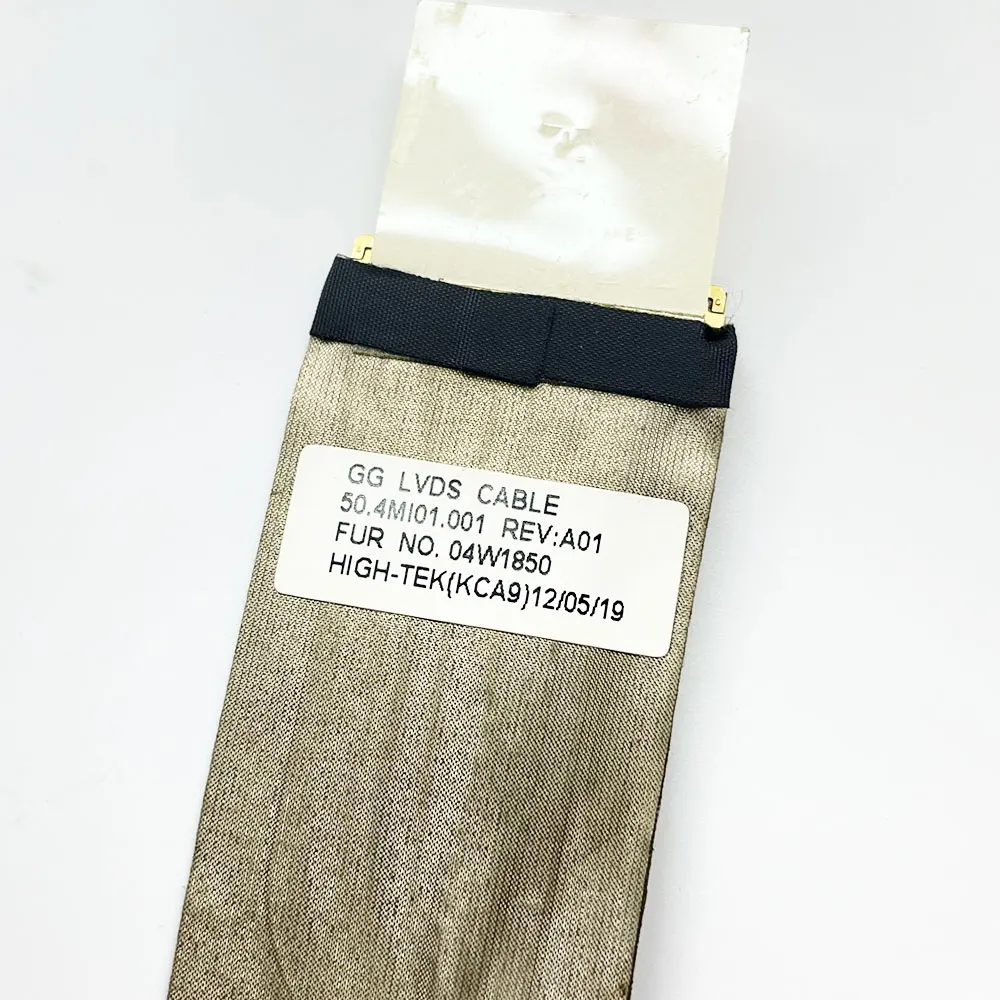 GG LVDS CABLE
50.4MI01.001 REV:A01
FUR NO. 04W1850
HIGH-TEK(KCA9)12/05/19